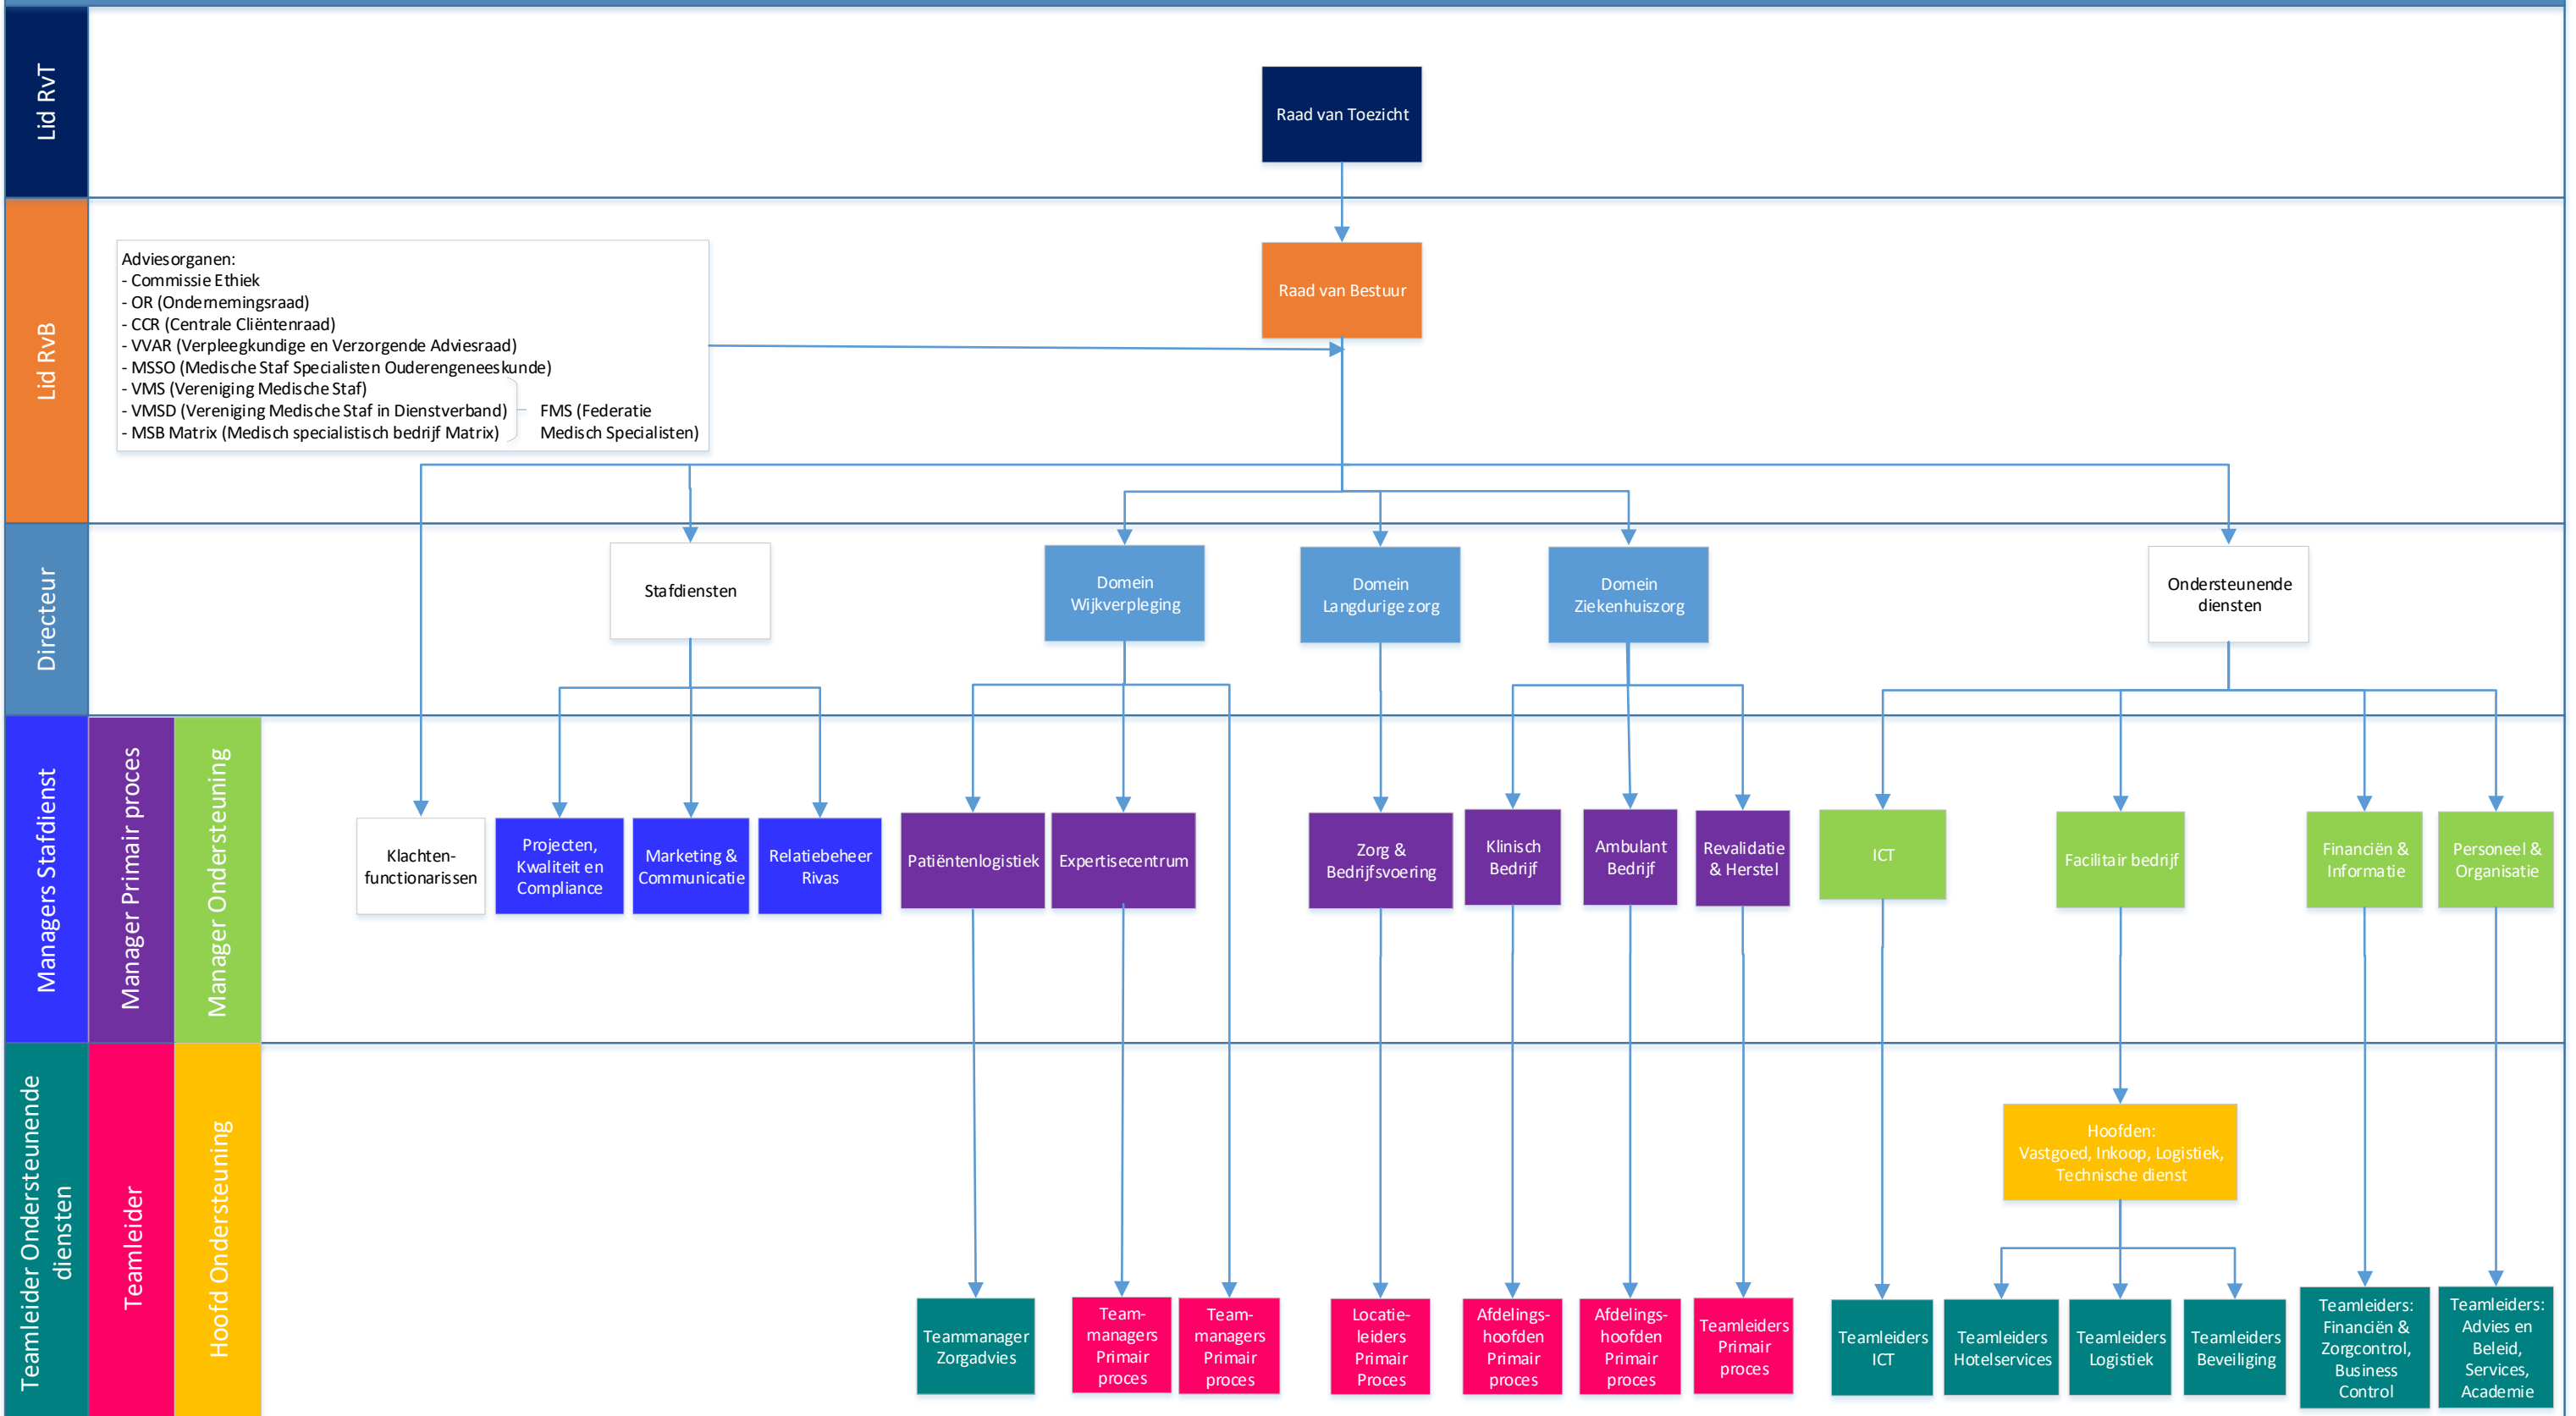 Lid RvT
Raad van Toezicht
Lid RvB
Raad van Bestuur
Adviesorganen:
- Commissie Ethiek
- OR (Ondernemingsraad)
- CCR (Centrale Cliëntenraad)
- VVAR (Verpleegkundige en Verzorgende Adviesraad)
- MSSO (Medische Staf Specialisten Ouderengeneeskunde)
- VMS (Vereniging Medische Staf)
- VMSD (Vereniging Medische Staf in Dienstverband)
- MSB Matrix (Medisch specialistisch bedrijf Matrix)
FMS (Federatie
Medisch Specialisten)
Directeur
Stafdiensten
Domein
Wijkverpleging
Domein
Langdurige zorg
Domein
Ziekenhuiszorg
Ondersteunende
diensten
Managers Stafdienst
Manager Primair proces
Manager Ondersteuning
Klachten-
functionarissen
Projecten,
Kwaliteit en
Compliance
Marketing &
Communicatie
Relatiebeheer
Rivas
Patiëntenlogistiek
Expertisecentrum
Zorg &
Bedrijfsvoering
Klinisch
Bedrijf
Ambulant
Bedrijf
Revalidatie
& Herstel
ICT
Facilitair bedrijf
Financiën &
Informatie
Personeel &
Organisatie
Teamleider Ondersteunende
diensten
Teamleider
Hoofd Ondersteuning
Hoofden:
Vastgoed, Inkoop, Logistiek,
Technische dienst
Teammanager
Zorgadvies
Team-
managers
Primair
proces
Team-
managers
Primair
proces
Locatie-
leiders
Primair
Proces
Afdelings-
hoofden
Primair
proces
Afdelings-
hoofden
Primair
proces
Teamleiders
Primair
proces
Teamleiders
ICT
Teamleiders
Hotelservices
Teamleiders
Logistiek
Teamleiders
Beveiliging
Teamleiders:
Financiën &
Zorgcontrol,
Business
Control
Teamleiders:
Advies en
Beleid,
Services,
Academie